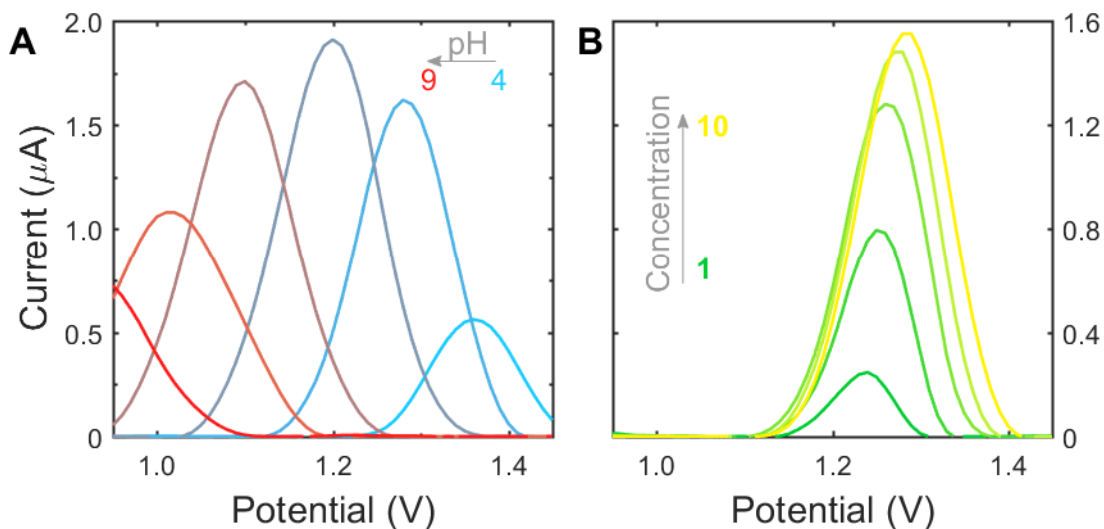 A
pH
9 4
2.0
1.5
1.0
0.5
0
Current (μA)
1.0 1.2 1.4
Potential (V)
B
Concentration
10
1
1.6
1.2
0.8
0.4
0
1.0 1.2 1.4
Potential (V)